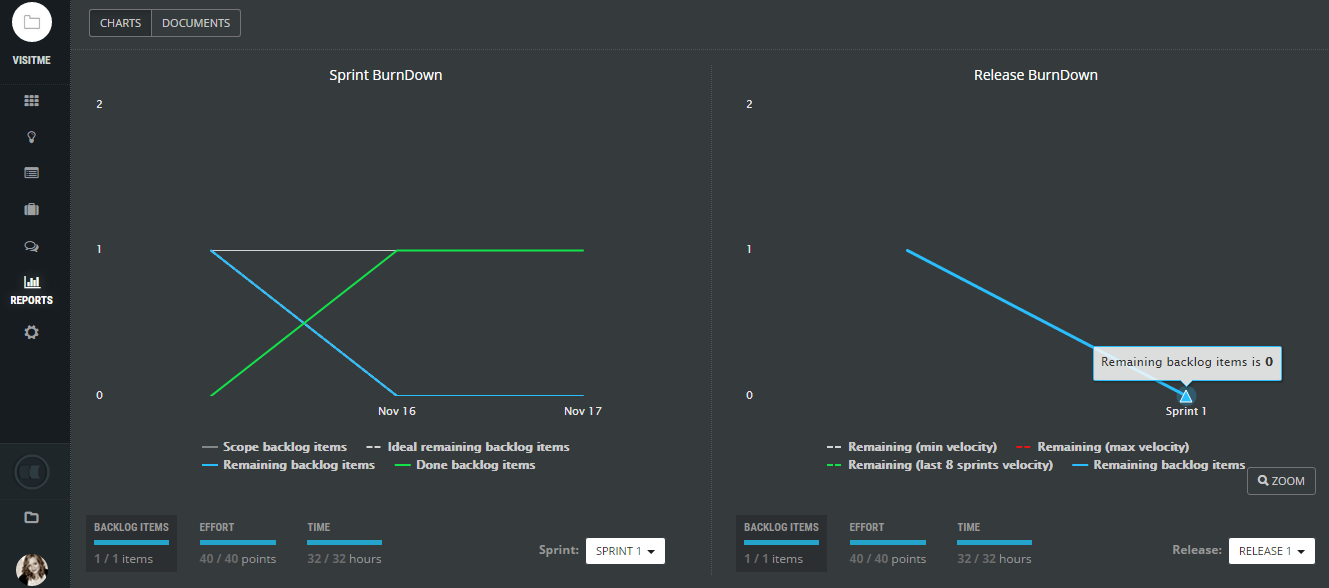 VISITME
REPORTS
CHARTS DOCUMENTS
Sprint BurnDown
2
1
0
Nov 16 Nov 17
Scope backlog items Ideal remaining backlog items
Remaining backlog items Done backlog items
BACKLOG ITEMS EFFORT TIME
1 / 1 items 40 / 40 points 32 / 32 hours
Sprint: SPRINT 1
Release BurnDown
2
1
0
Remaining backlog items is 0
Sprint 1
Remaining (min velocity) Remaining (max velocity)
Remaining (last 8 sprints velocity) Remaining backlog items
ZOOM
BACKLOG ITEMS EFFORT TIME
1 / 1 items 40 / 40 points 32 / 32 hours
Release: RELEASE 1